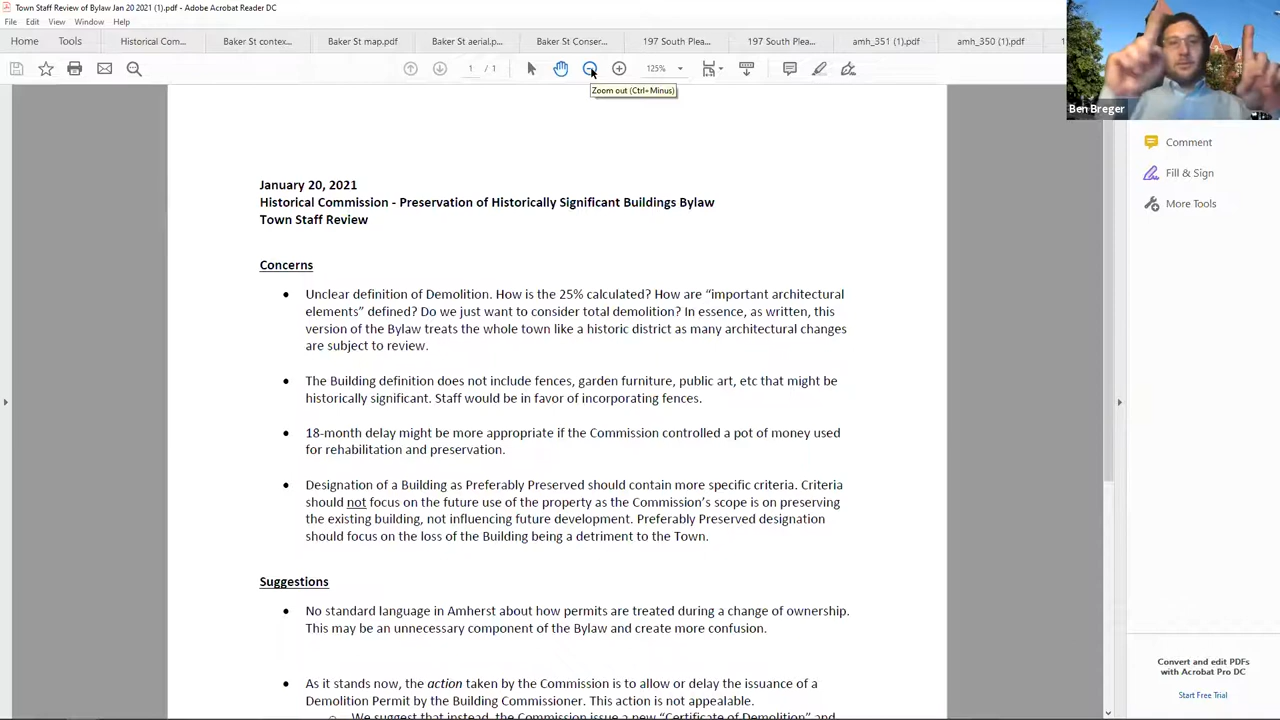 Town Staff Review of Bylaw Jan 20 2021 (1).pdf - Adobe Acrobat Reader DC
File Edit View Window Help
Home Tools Historical Com... Baker St contex... Baker St map.pdf Baker St aerial.p... Baker St Conser... 197 South Plea... 197 South Plea... amh_351 (1).pdf amh_350 (1).pdf
1 / 1 125%
Zoom out (Ctrl+Minus)
Ben Breger
Comment
Fill & Sign
More Tools
January 20, 2021
Historical Commission - Preservation of Historically Significant Buildings Bylaw
Town Staff Review
Concerns
• Unclear definition of Demolition. How is the 25% calculated? How are “important architectural
elements” defined? Do we just want to consider total demolition? In essence, as written, this
version of the Bylaw treats the whole town like a historic district as many architectural changes
are subject to review.
• The Building definition does not include fences, garden furniture, public art, etc that might be
historically significant. Staff would be in favor of incorporating fences.
• 18-month delay might be more appropriate if the Commission controlled a pot of money used
for rehabilitation and preservation.
• Designation of a Building as Preferably Preserved should contain more specific criteria. Criteria
should not focus on the future use of the property as the Commission’s scope is on preserving
the existing building, not influencing future development. Preferably Preserved designation
should focus on the loss of the Building being a detriment to the Town.
Suggestions
• No standard language in Amherst about how permits are treated during a change of ownership.
This may be an unnecessary component of the Bylaw and create more confusion.
• As it stands now, the action taken by the Commission is to allow or delay the issuance of a
Demolition Permit by the Building Commissioner. This action is not appealable.
o We suggest that instead, the Commission issue a new “Certificate of Demolition” and
Convert and edit PDFs
with Acrobat Pro DC
Start Free Trial